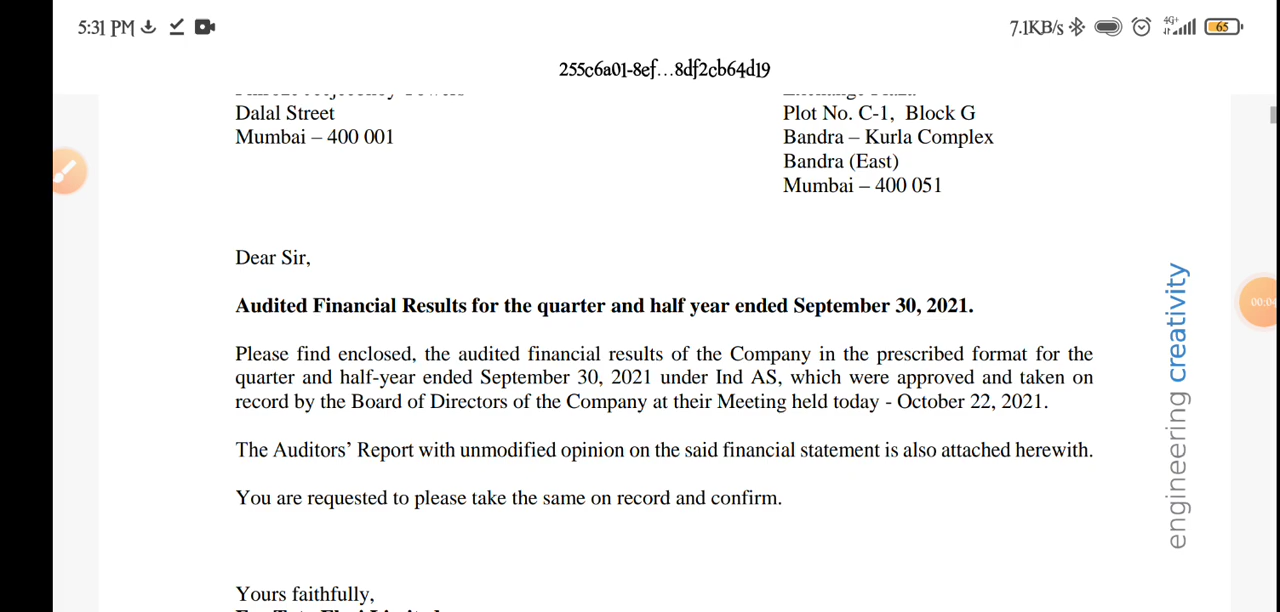 5:31 PM
7.1KB/s 4G+ 65
255c6a01-8ef...8df2cb64d19
Dalal Street
Mumbai – 400 001
Plot No. C-1, Block G
Bandra – Kurla Complex
Bandra (East)
Mumbai – 400 051
Dear Sir,
Audited Financial Results for the quarter and half year ended September 30, 2021.
Please find enclosed, the audited financial results of the Company in the prescribed format for the
quarter and half-year ended September 30, 2021 under Ind AS, which were approved and taken on
record by the Board of Directors of the Company at their Meeting held today - October 22, 2021.
The Auditors' Report with unmodified opinion on the said financial statement is also attached herewith.
You are requested to please take the same on record and confirm.
Yours faithfully,
engineering creativity
00:04